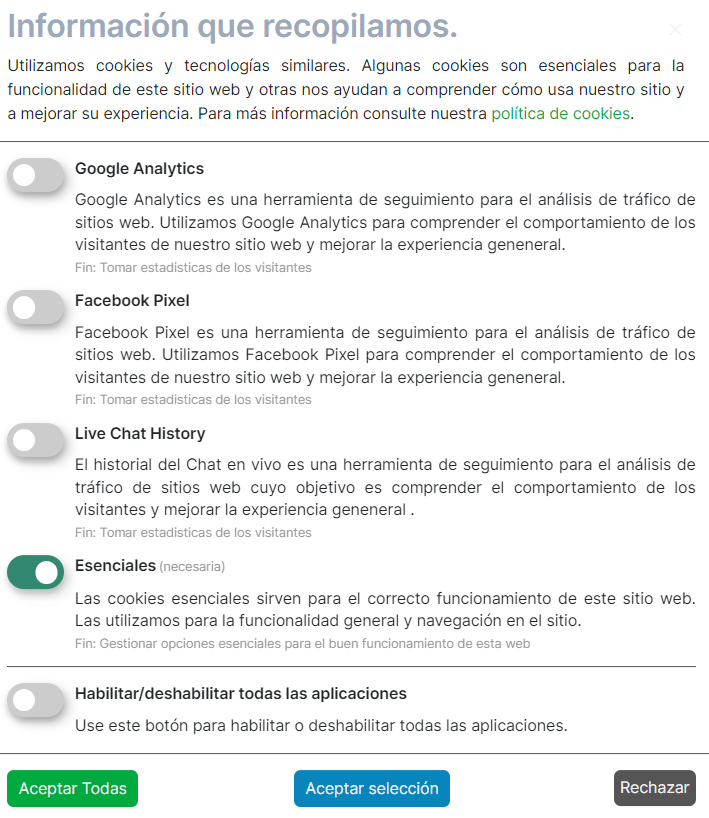 Información que recopilamos.
Utilizamos cookies y tecnologías similares. Algunas cookies son esenciales para la
funcionalidad de este sitio web y otras nos ayudan a comprender cómo usa nuestro sitio y
a mejorar su experiencia. Para más información consulte nuestra política de cookies.
Google Analytics
Google Analytics es una herramienta de seguimiento para el análisis de tráfico de
sitios web. Utilizamos Google Analytics para comprender el comportamiento de los
visitantes de nuestro sitio web y mejorar la experiencia geneneral.
Fin: Tomar estadisticas de los visitantes
Facebook Pixel
Facebook Pixel es una herramienta de seguimiento para el análisis de tráfico de
sitios web. Utilizamos Facebook Pixel para comprender el comportamiento de los
visitantes de nuestro sitio web y mejorar la experiencia geneneral.
Fin: Tomar estadisticas de los visitantes
Live Chat History
El historial del Chat en vivo es una herramienta de seguimiento para el análisis de
tráfico de sitios web cuyo objetivo es comprender el comportamiento de los
visitantes y mejorar la experiencia geneneral .
Fin: Tomar estadisticas de los visitantes
Esenciales (necesaria)
Las cookies esenciales sirven para el correcto funcionamiento de este sitio web.
Las utilizamos para la funcionalidad general y navegación en el sitio.
Fin: Gestionar opciones esenciales para el buen funcionamiento de esta web
Habilitar/deshabilitar todas las aplicaciones
Use este botón para habilitar o deshabilitar todas las aplicaciones.
Aceptar Todas
Aceptar selección
Rechazar